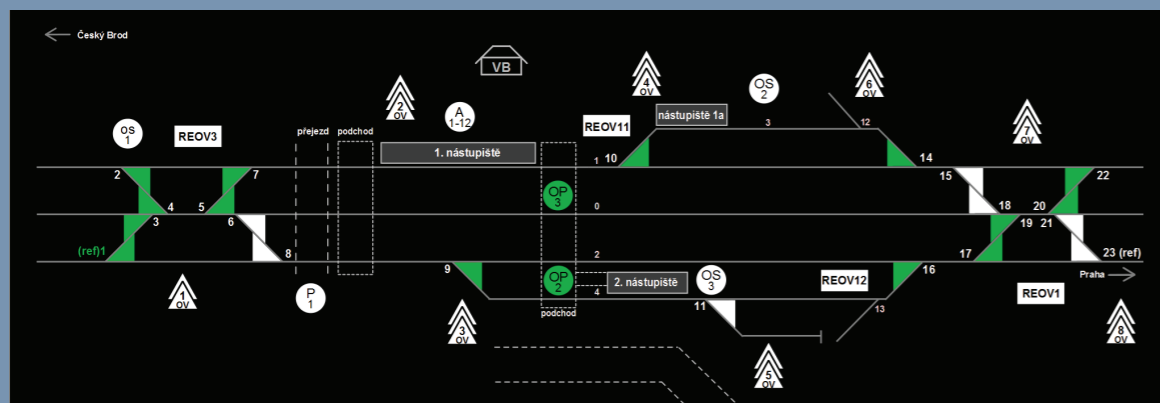 Český Brod
VB
4
OV
OS
2
6
OV
2
OV
A
1-12
nástupiště 1a
3
12
7
OV
OS
1
REOV3
přejezd
podchod
REOV11
1. nástupiště
1
10
14
15
22
2
7
OP
3
4
5
0
18
20
3
6
19
21
(ref)1
8
2
17
23 (ref)
9
OP
2
2. nástupiště
OS
3
16
Praha
1
OV
P
1
4
REOV12
REOV1
podchod
11
13
3
OV
8
OV
5
OV